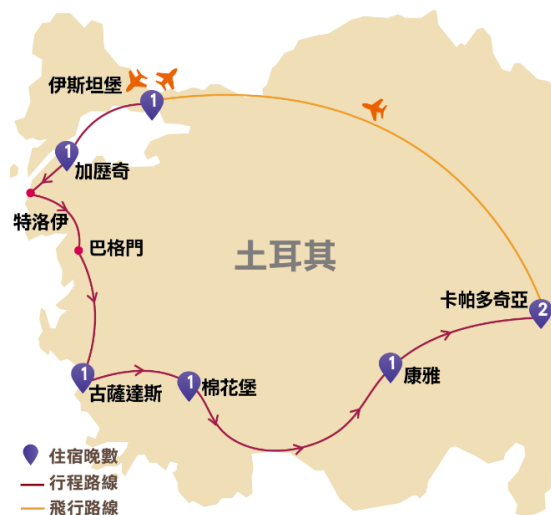 伊斯坦堡
1
1
加歷奇
特洛伊
巴格門
土耳其
卡帕多奇亞
2
1
康雅
1
古薩達斯
1
棉花堡
住宿晚數
行程路線
飛行路線